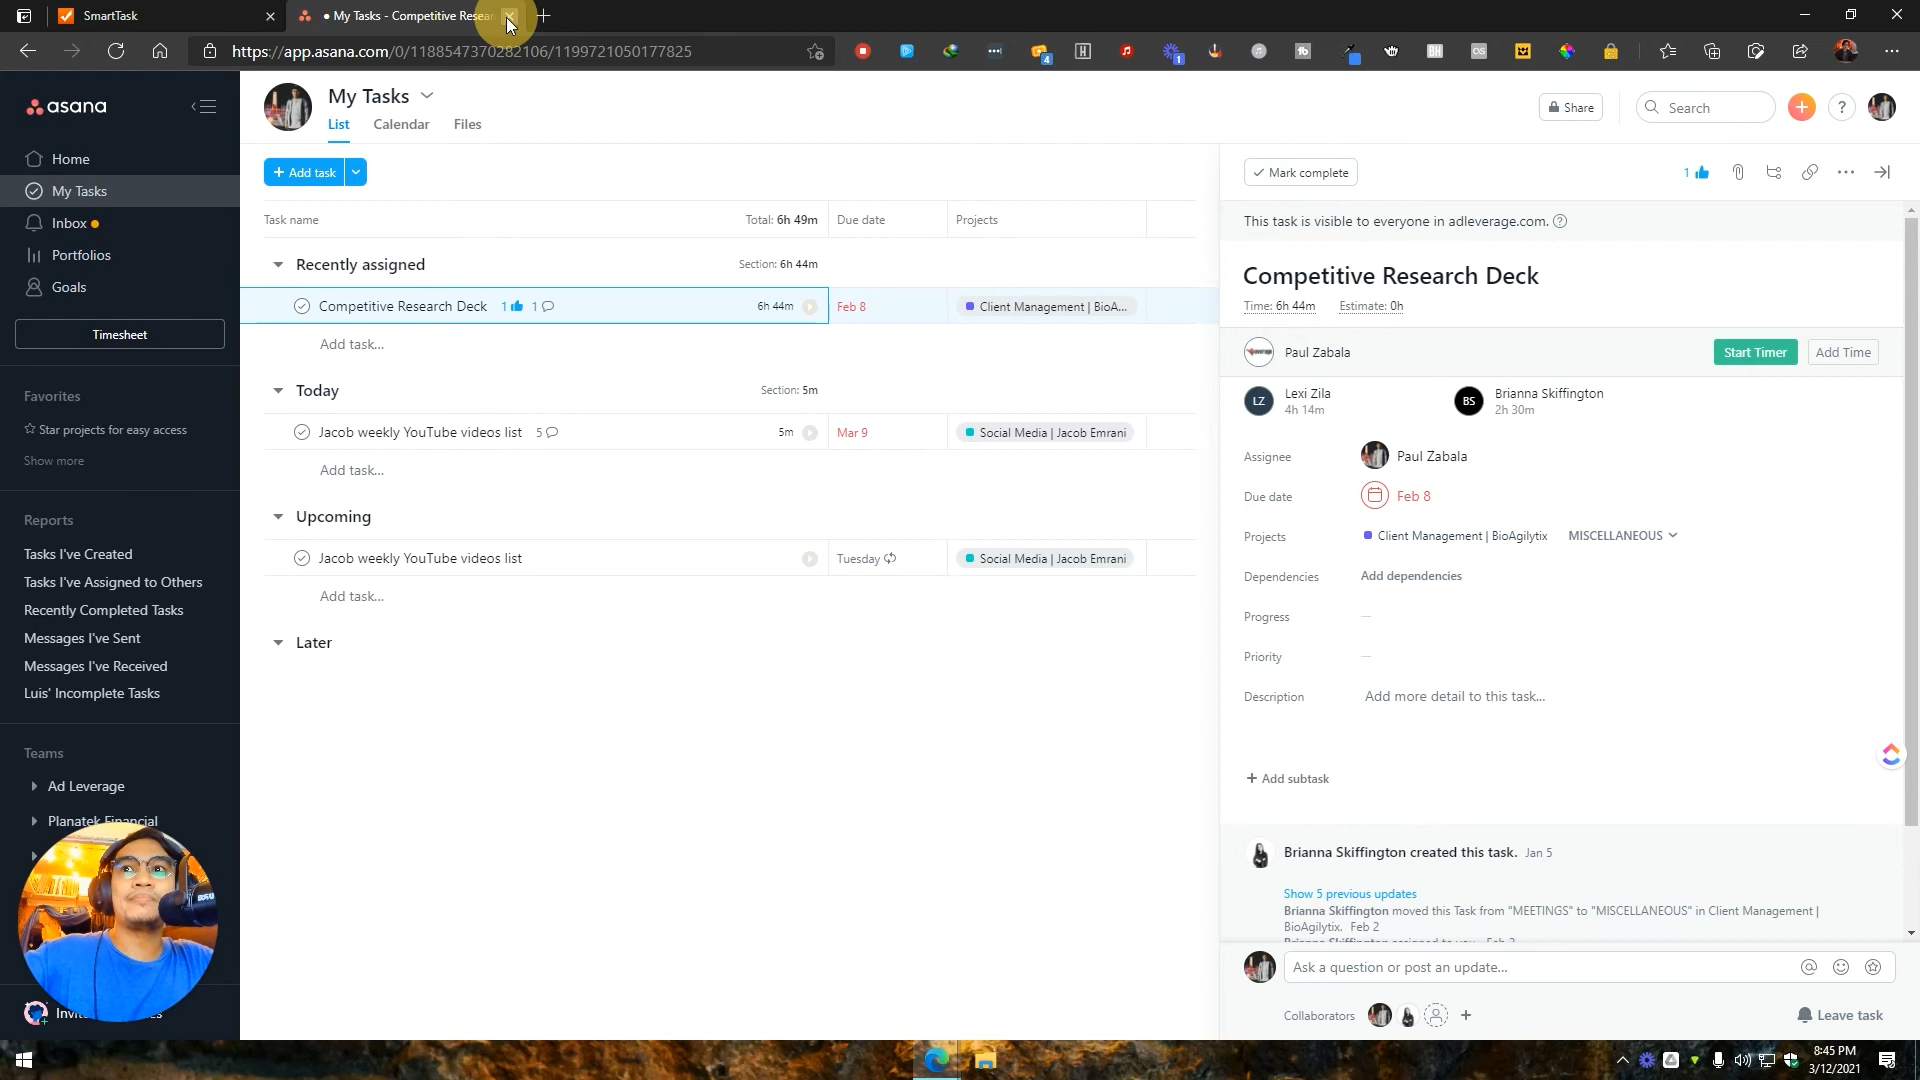 SmartTask
• My Tasks - Competitive Resear
https://app.asana.com/0/1188547370282106/1199721050177825
asana
My Tasks
List Calendar Files
Share
Search
Home
My Tasks
Inbox
Portfolios
Goals
Timesheet
Favorites
Star projects for easy access
Show more
Reports
Tasks I've Created
Tasks I've Assigned to Others
Recently Completed Tasks
Messages I've Sent
Messages I've Received
Luis' Incomplete Tasks
Teams
Ad Leverage
Planatek Financial
+ Add task
Task name Total: 6h 49m Due date Projects
Recently assigned Section: 6h 44m
Competitive Research Deck 1 1 6h 44m Feb 8 Client Management | BioA...
Add task...
Today Section: 5m
Jacob weekly YouTube videos list 5 5m Mar 9 Social Media | Jacob Emrani
Add task...
Upcoming
Jacob weekly YouTube videos list Tuesday Social Media | Jacob Emrani
Add task...
Later
Mark complete
1
This task is visible to everyone in adleverage.com.
Competitive Research Deck
Time: 6h 44m Estimate: 0h
Paul Zabala Start Timer Add Time
LZ Lexi Zila
4h 14m
BS Brianna Skiffington
2h 30m
Assignee Paul Zabala
Due date Feb 8
Projects Client Management | BioAgilytix MISCELLANEOUS
Dependencies Add dependencies
Progress —
Priority —
Description Add more detail to this task...
+ Add subtask
Brianna Skiffington created this task. Jan 5
Show 5 previous updates
Brianna Skiffington moved this Task from "MEETINGS" to "MISCELLANEOUS" in Client Management |
BioAgilytix. Feb 2
Ask a question or post an update...
Collaborators + Leave task
8:45 PM
3/12/2021